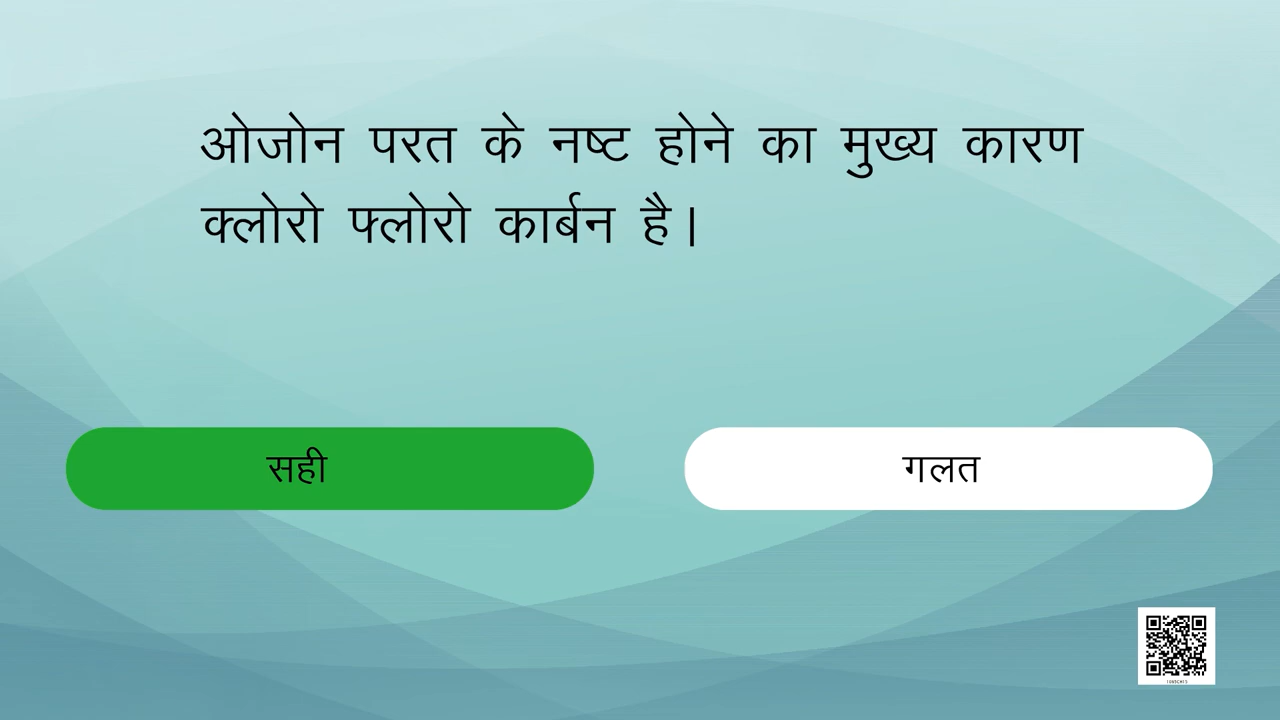 ओजोन परत के नष्ट होने का मुख्य कारण
क्लोरो फ्लोरो कार्बन है|
सही
गलत